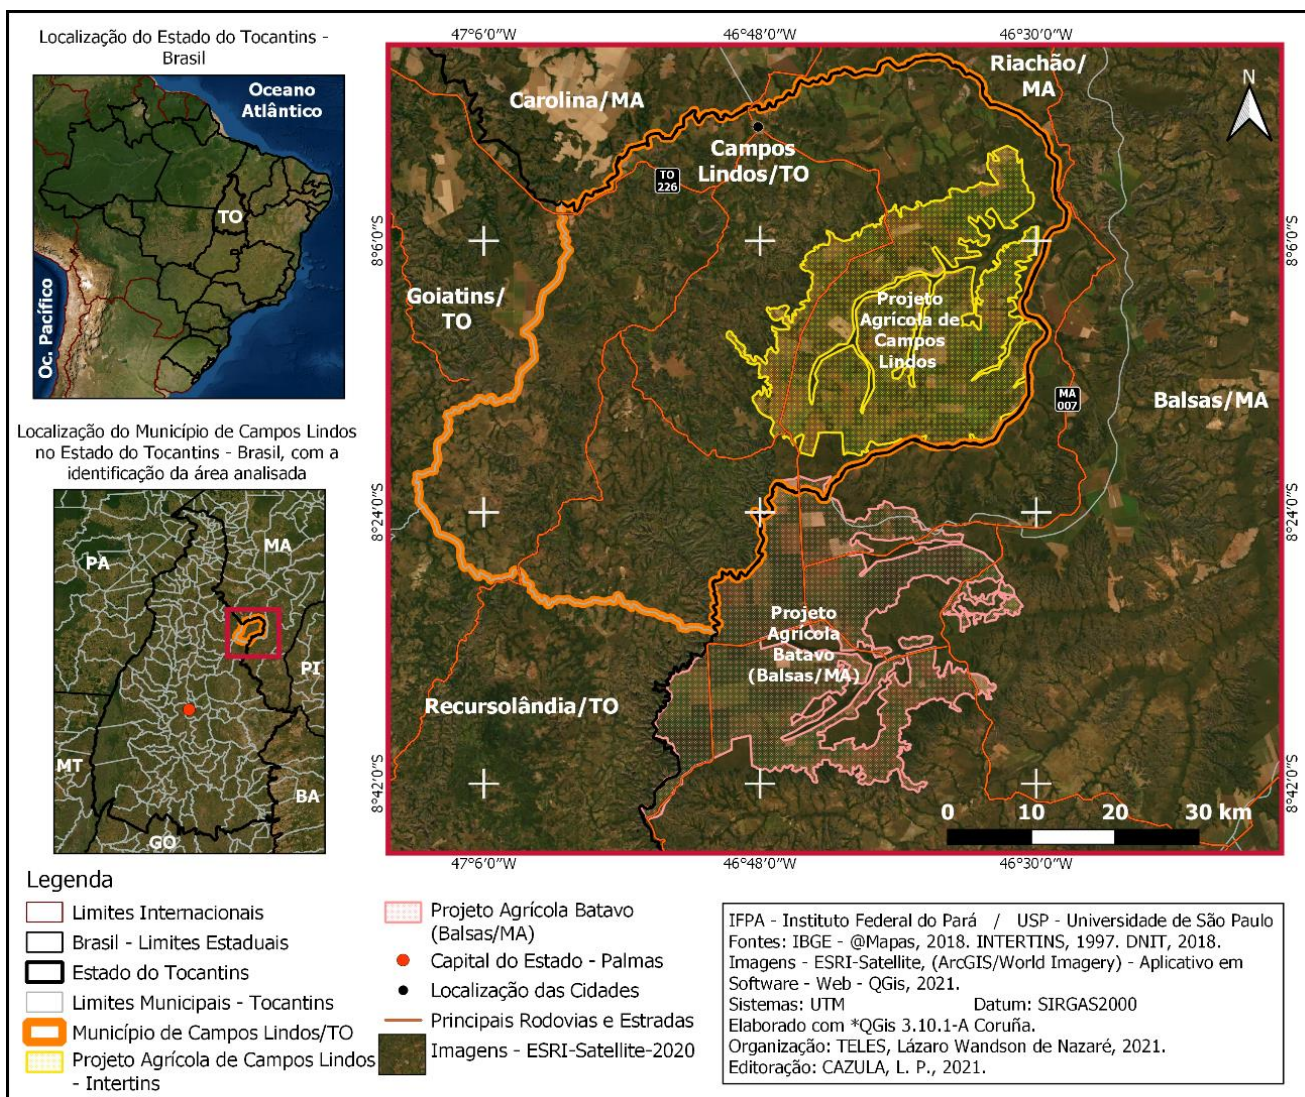 Localização do Estado do Tocantins -
Brasil
Oceano
Atlântico
TO
Oc. Pacífico
Localização do Município de Campos Lindos
no Estado do Tocantins - Brasil, com a
identificação da área analisada
PA
MA
PI
MT
BA
GO
47°6'0"W
46°48'0"W
46°30'0"W
8°6'0"S
8°24'0"S
8°42'0"S
Carolina/MA
Riachão/
MA
N
Campos
Lindos/TO
TO
226
Goiatins/
TO
Projeto
Agrícola de
Campos
Lindos
MA
007
Balsas/MA
Projeto
Agrícola
Batavo
(Balsas/MA)
Recursolândia/TO
0 10 20 30 km
8°6'0"S
8°24'0"S
8°42'0"S
47°6'0"W
46°48'0"W
46°30'0"W
Legenda
Limites Internacionais
Brasil - Limites Estaduais
Estado do Tocantins
Limites Municipais - Tocantins
Município de Campos Lindos/TO
Projeto Agrícola de Campos Lindos
- Intertins
Projeto Agrícola Batavo
(Balsas/MA)
Capital do Estado - Palmas
Localização das Cidades
Principais Rodovias e Estradas
Imagens - ESRI-Satellite-2020
IFPA - Instituto Federal do Pará / USP - Universidade de São Paulo
Fontes: IBGE - @Mapas, 2018. INTERTINS, 1997. DNIT, 2018.
Imagens - ESRI-Satellite, (ArcGIS/World Imagery) - Aplicativo em
Software - Web - QGis, 2021.
Sistemas: UTM Datum: SIRGAS2000
Elaborado com *QGis 3.10.1-A Coruña.
Organização: TELES, Lázaro Wandson de Nazaré, 2021.
Editoração: CAZULA, L. P., 2021.